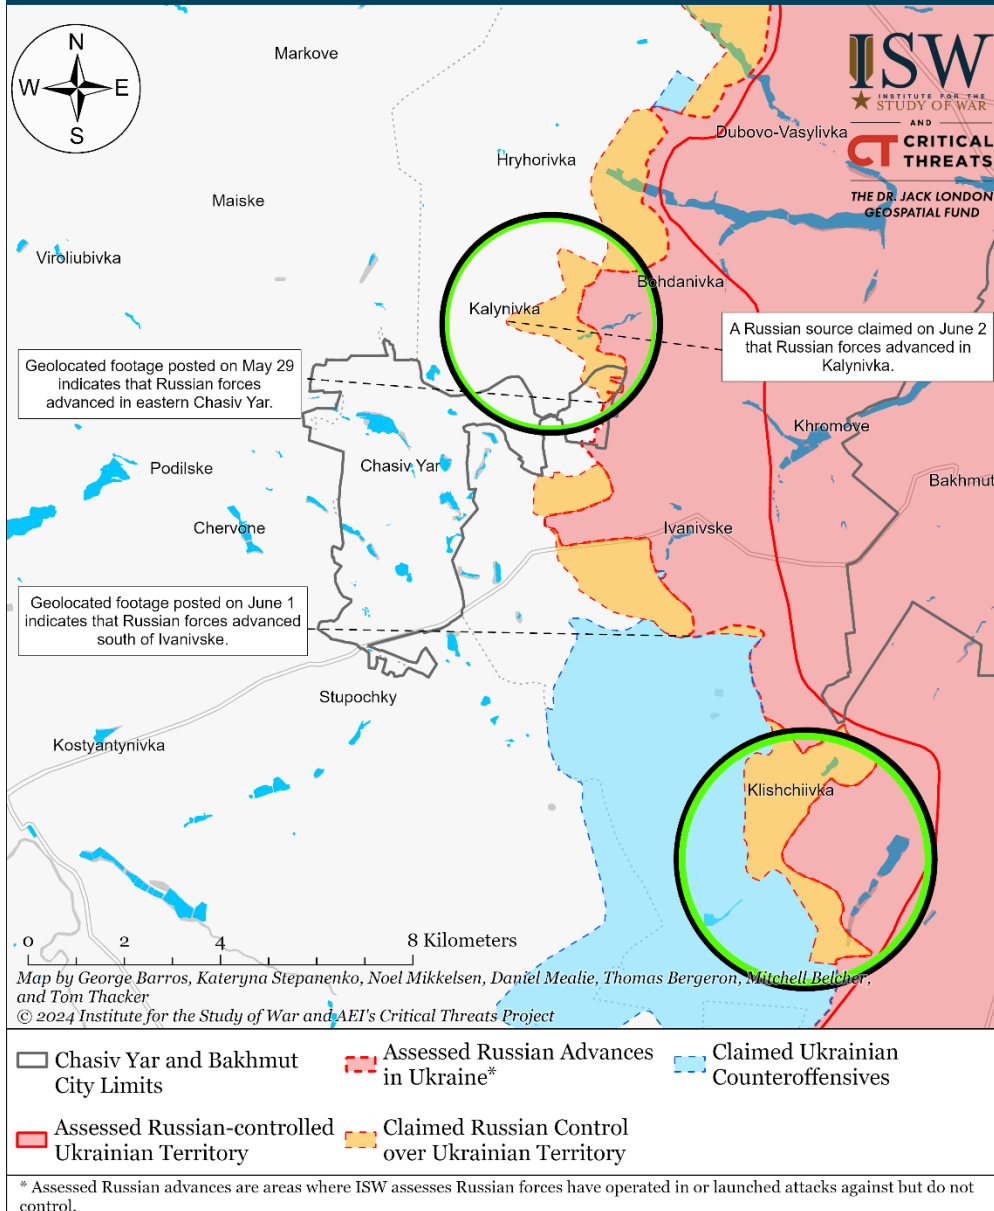 N
W
E
S
Markove
ISW
INSTITUTE FOR THE
STUDY OF WAR
AND
CT CRITICAL
THREATS
THE DR. JACK LONDON
GEOSPATIAL FUND
Dubovo-Vasylivka
Hryhorivka
Maiske
Viroliubivka
Bohdanivka
Kalynivka
A Russian source claimed on June 2
that Russian forces advanced in
Kalynivka.
Geolocated footage posted on May 29
indicates that Russian forces
advanced in eastern Chasiv Yar.
Khromove
Podilske
Chasiv Yar
Bakhmut
Chervone
Ivanivske
Geolocated footage posted on June 1
indicates that Russian forces advanced
south of Ivanivske.
Stupochky
Kostyantynivka
Klishchiivka
0 2 4 8 Kilometers
Map by George Barros, Kateryna Stepanenko, Noel Mikkelsen, Daniel Mealie, Thomas Bergeron, Mitchell Belcher,
and Tom Thacker
© 2024 Institute for the Study of War and AEI's Critical Threats Project
Chasiv Yar and Bakhmut
City Limits
Assessed Russian Advances
in Ukraine*
Claimed Ukrainian
Counteroffensives
Assessed Russian-controlled
Ukrainian Territory
Claimed Russian Control
over Ukrainian Territory
* Assessed Russian advances are areas where ISW assesses Russian forces have operated in or launched attacks against but do not
control.